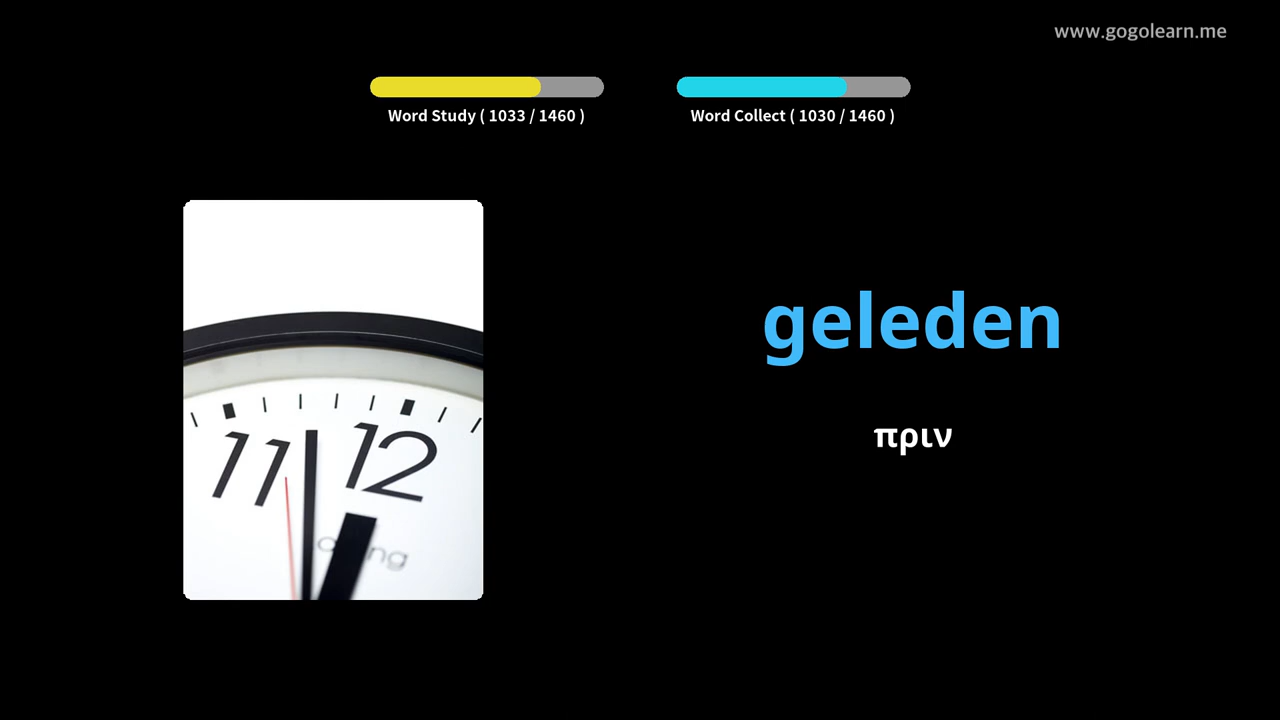 www.gogolearn.me
Word Study ( 1033 / 1460 )
Word Collect ( 1030 / 1460 )
geleden
πριν
11
12